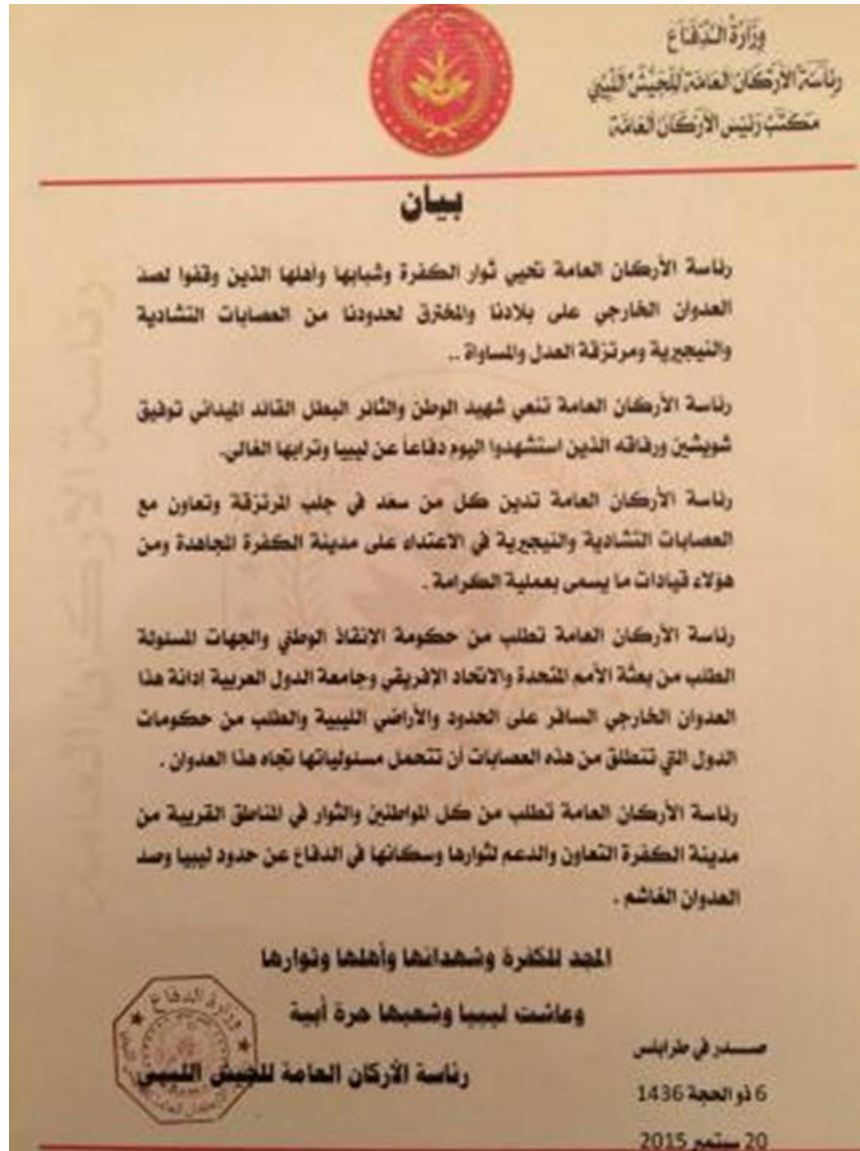 وزارة الدفاع
رئاسة الأركان العامة للجيش الليبي
مكتب رئيس الأركان العامة
بيان
رئاسة الأركان العامة تحيي ثوار الكفرة وشبابها وأهلها الذين وقفوا لصد
العدوان الخارجي على بلادنا والمخترق لحدودنا من العصابات التشادية
والنيجيرية ومرتزقة العدل والمساواة ..
رئاسة الأركان العامة تنعي شهيد الوطن والثائر البطل القائد الميداني توفيق
شويشين ورفاقه الذين استشهدوا اليوم دفاعاً عن ليبيا وترابها الغالي.
رئاسة الأركان العامة تدين كل من سعد في جلب المرتزقة وتعاون مع
العصابات التشادية والنيجيرية في الاعتداء على مدينة الكفرة المجاهدة ومن
هؤلاء قيادات ما يسمى بعملية الكرامة .
رئاسة الأركان العامة تطلب من حكومة الإنقاذ الوطني والجهات المسئولة
الطلب من بعثة الأمم المتحدة والاتحاد الإفريقي وجامعة الدول العربية إدانة هذا
العدوان الخارجي السافر على الحدود والأراضي الليبية والطلب من حكومات
الدول التي تنطلق من هذه العصابات أن تتحمل مسئولياتها تجاه هذا العدوان .
رئاسة الأركان العامة تطلب من كل المواطنين والثوار في المناطق القريبة من
مدينة الكفرة التعاون والدعم لثوارها وسكانها في الدفاع عن حدود ليبيا وصد
العدوان الغاشم .
المجد للكفرة وشهدائها وأهلها وثوارها
وعاشت ليبيا وشعبها حرة أبية
رئاسة الأركان العامة للجيش الليبي
صدر في طرابلس
6 ذو الحجة 1436
20 سبتمبر 2015
وزارة الدفاع
رئاسة الأركان العامة